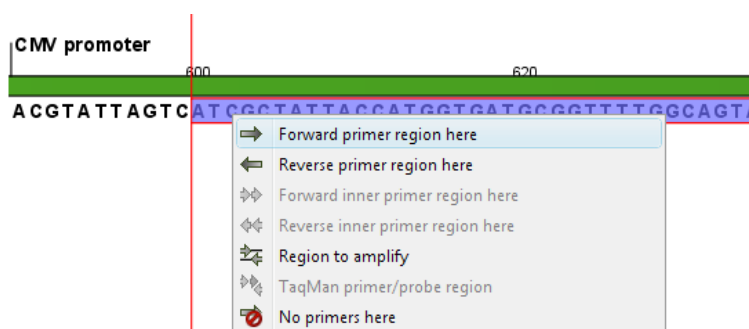 CMV promoter
600 620
ACGTATTAGTCATCGCTATTACCATGGTGATGCGGTTTTGGCAGTA
Forward primer region here
Reverse primer region here
Forward inner primer region here
Reverse inner primer region here
Region to amplify
TaqMan primer/probe region
No primers here